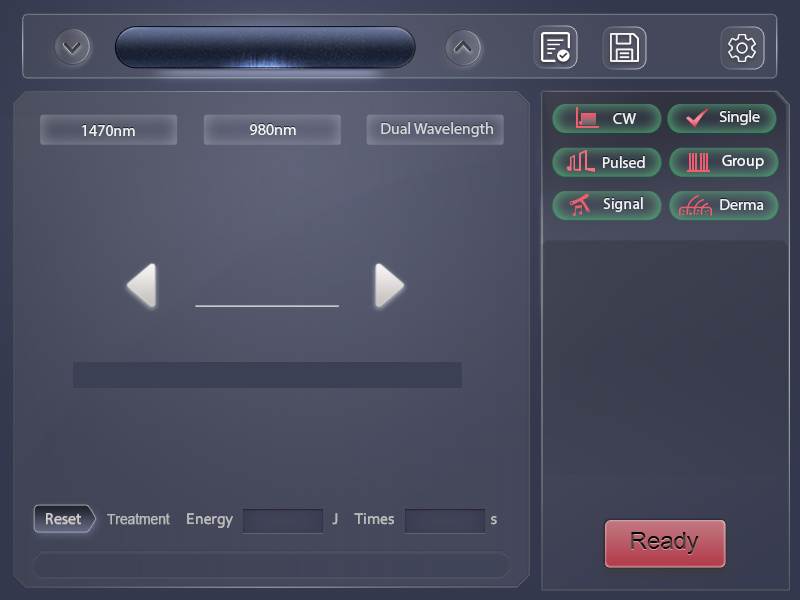 1470nm
980nm
Dual Wavelength
CW
Single
Pulsed
Group
Signal
Derma
Reset
Treatment Energy J Times s
Ready